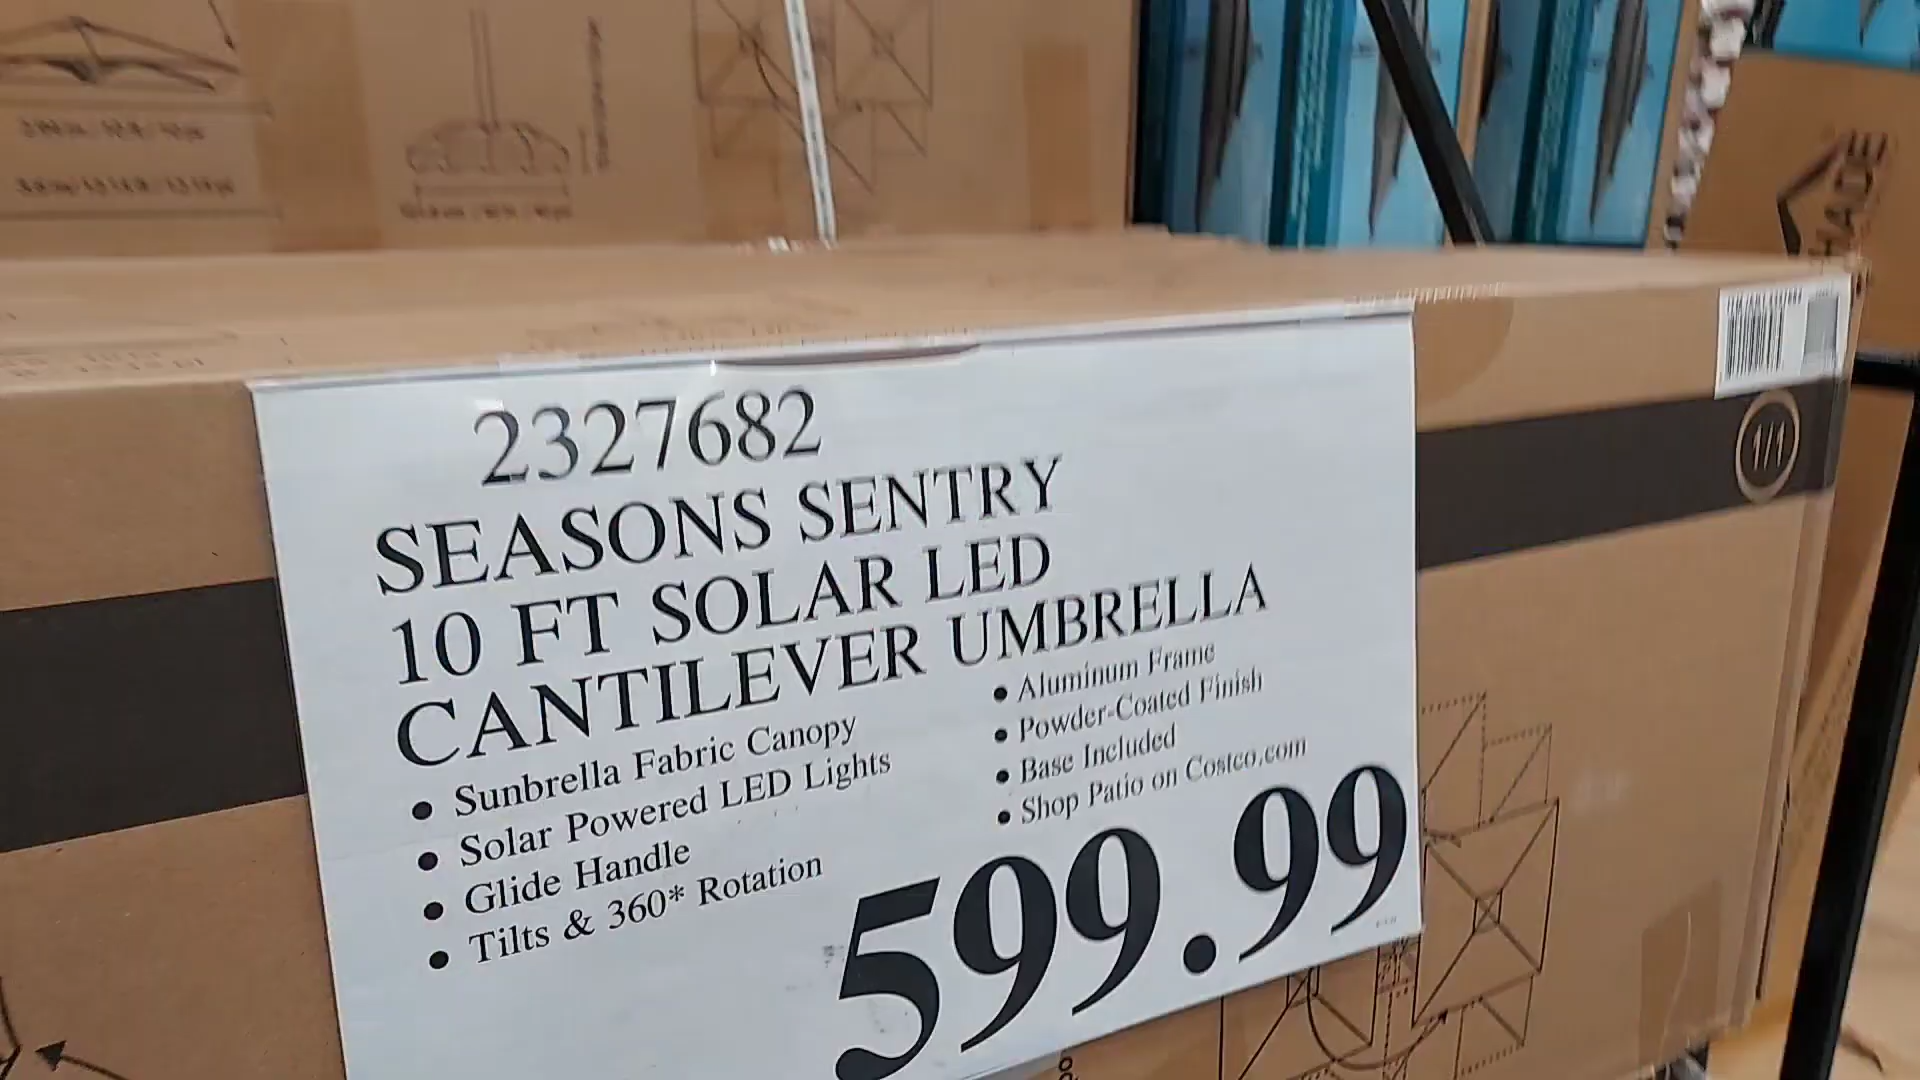 2327682
SEASONS SENTRY
10 FT SOLAR LED
CANTILEVER UMBRELLA
• Sunbrella Fabric Canopy
• Solar Powered LED Lights
• Glide Handle
• Tilts & 360* Rotation
• Aluminum Frame
• Powder-Coated Finish
• Base Included
• Shop Patio on Costco.com
599.99
1/1